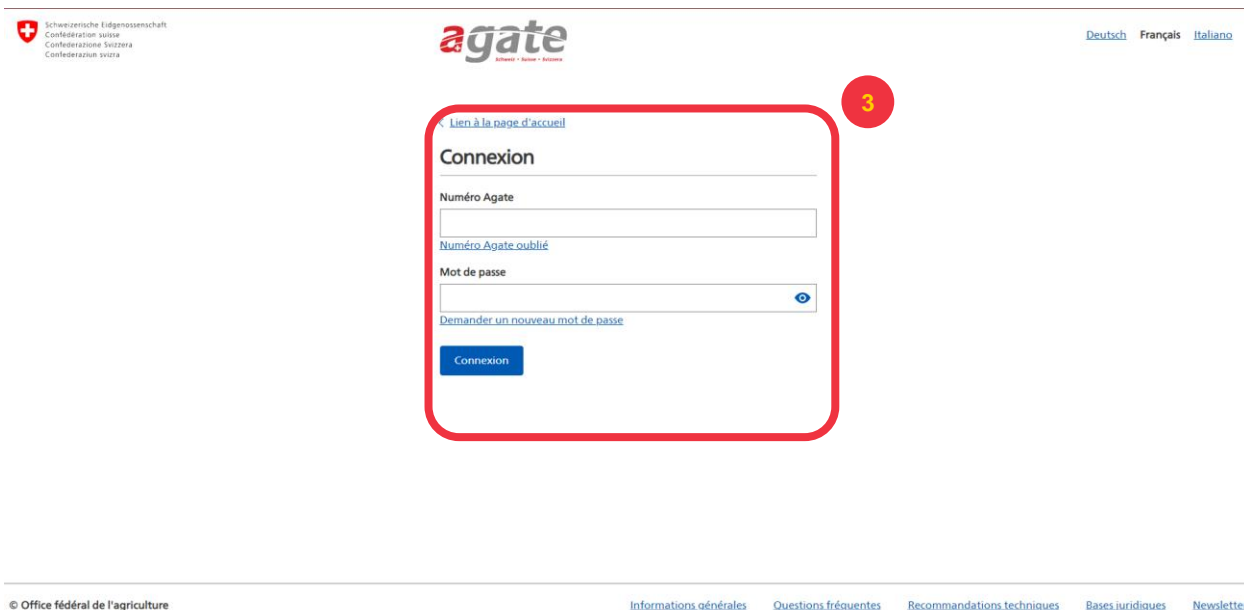 Schweizerische Eidgenossenschaft
Confédération suisse
Confederazione Svizzera
Confederaziun svizra
agate
Schweiz • Suisse • Svizzera
Deutsch Français Italiano
3
Lien à la page d'accueil
Connexion
Numéro Agate
Numéro Agate oublié
Mot de passe
Demander un nouveau mot de passe
Connexion
© Office fédéral de l'agriculture
Informations générales Questions fréquentes Recommandations techniques Bases juridiques Newslette